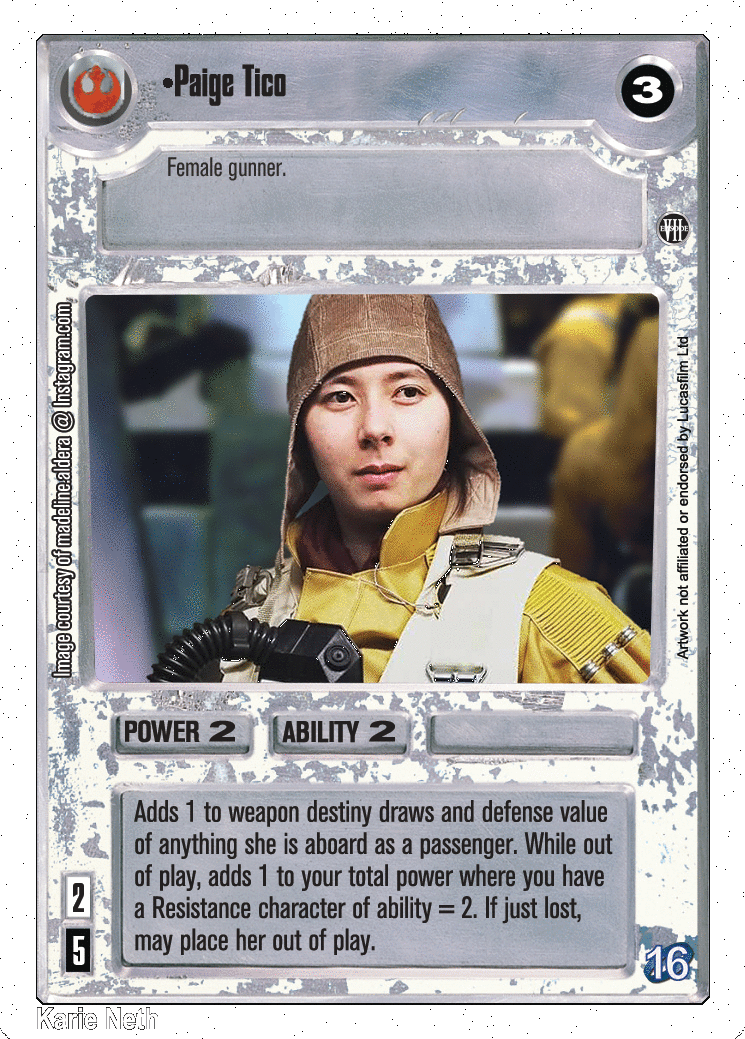 •Paige Tico
3
Female gunner.
EPISODE
VII
Image courtesy of madeline.aldera @ Instagram.com
Artwork not affiliated or endorsed by Lucasfilm Ltd
POWER 2
ABILITY 2
Adds 1 to weapon destiny draws and defense value
of anything she is aboard as a passenger. While out
of play, adds 1 to your total power where you have
a Resistance character of ability = 2. If just lost,
may place her out of play.
2
5
16
Karie Neth